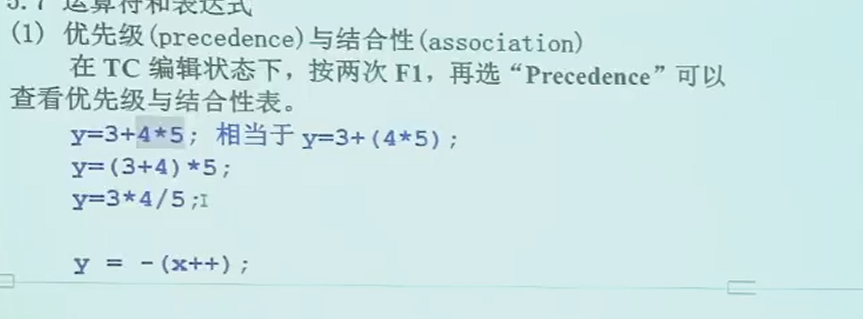 5.7 运算符和表达式
(1) 优先级(precedence)与结合性(association)
在 TC 编辑状态下，按两次 F1，再选“Precedence”可以
查看优先级与结合性表。
y=3+4*5; 相当于 y=3+(4*5);
y=(3+4)*5;
y=3*4/5;
y = -(x++);